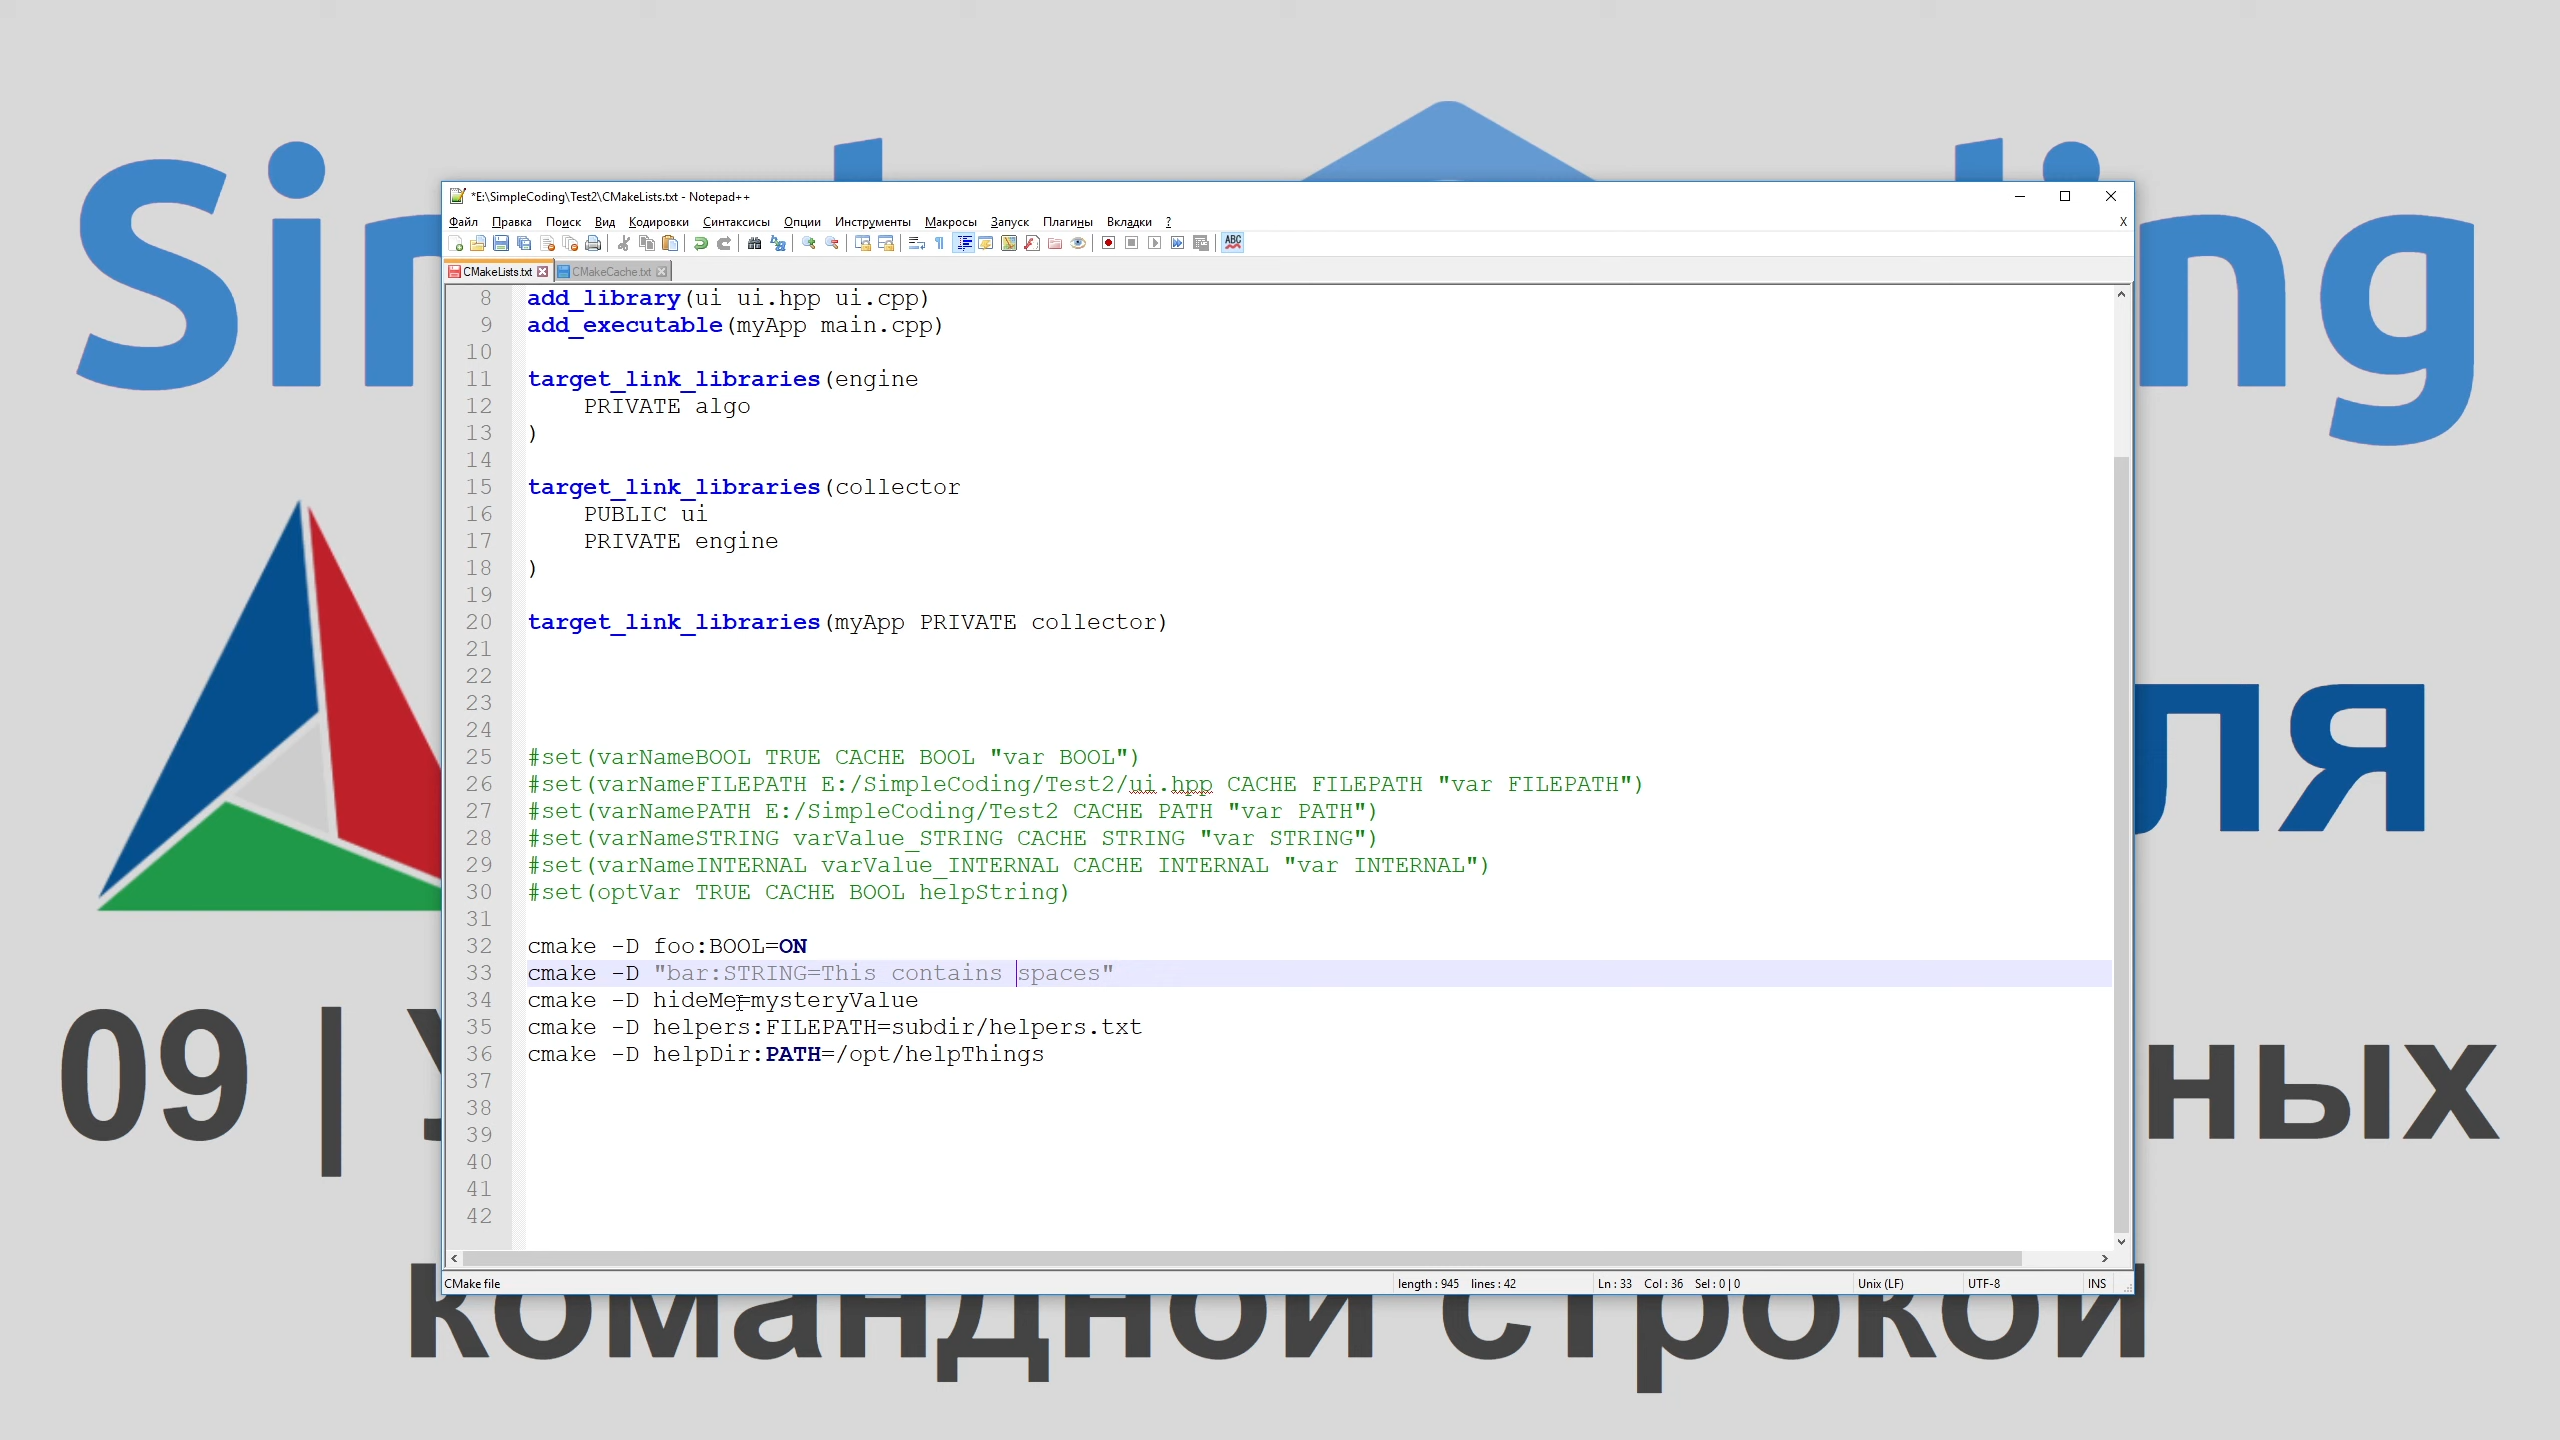 *E:\SimpleCoding\Test2\CMakeLists.txt - Notepad++
Файл Правка Поиск Вид Кодировки Синтаксисы Опции Инструменты Макросы Запуск Плагины Вкладки ? X
CMakeLists.txt CMakeCache.txt
8 add_library(ui ui.hpp ui.cpp)
9 add_executable(myApp main.cpp)
10
11 target_link_libraries(engine
12 PRIVATE algo
13 )
14
15 target_link_libraries(collector
16 PUBLIC ui
17 PRIVATE engine
18 )
19
20 target_link_libraries(myApp PRIVATE collector)
21
22
23
24
25 #set(varNameBOOL TRUE CACHE BOOL "var BOOL")
26 #set(varNameFILEPATH E:/SimpleCoding/Test2/ui.hpp CACHE FILEPATH "var FILEPATH")
27 #set(varNamePATH E:/SimpleCoding/Test2 CACHE PATH "var PATH")
28 #set(varNameSTRING varValue_STRING CACHE STRING "var STRING")
29 #set(varNameINTERNAL varValue_INTERNAL CACHE INTERNAL "var INTERNAL")
30 #set(optVar TRUE CACHE BOOL helpString)
31
32 cmake -D foo:BOOL=ON
33 cmake -D "bar:STRING=This contains spaces"
34 cmake -D hideMe=mysteryValue
35 cmake -D helpers:FILEPATH=subdir/helpers.txt
36 cmake -D helpDir:PATH=/opt/helpThings
37
38
39
40
41
42
CMake file length : 945 lines : 42 Ln : 33 Col : 36 Sel : 0 | 0 Unix (LF) UTF-8 INS
09 |
командной строкой